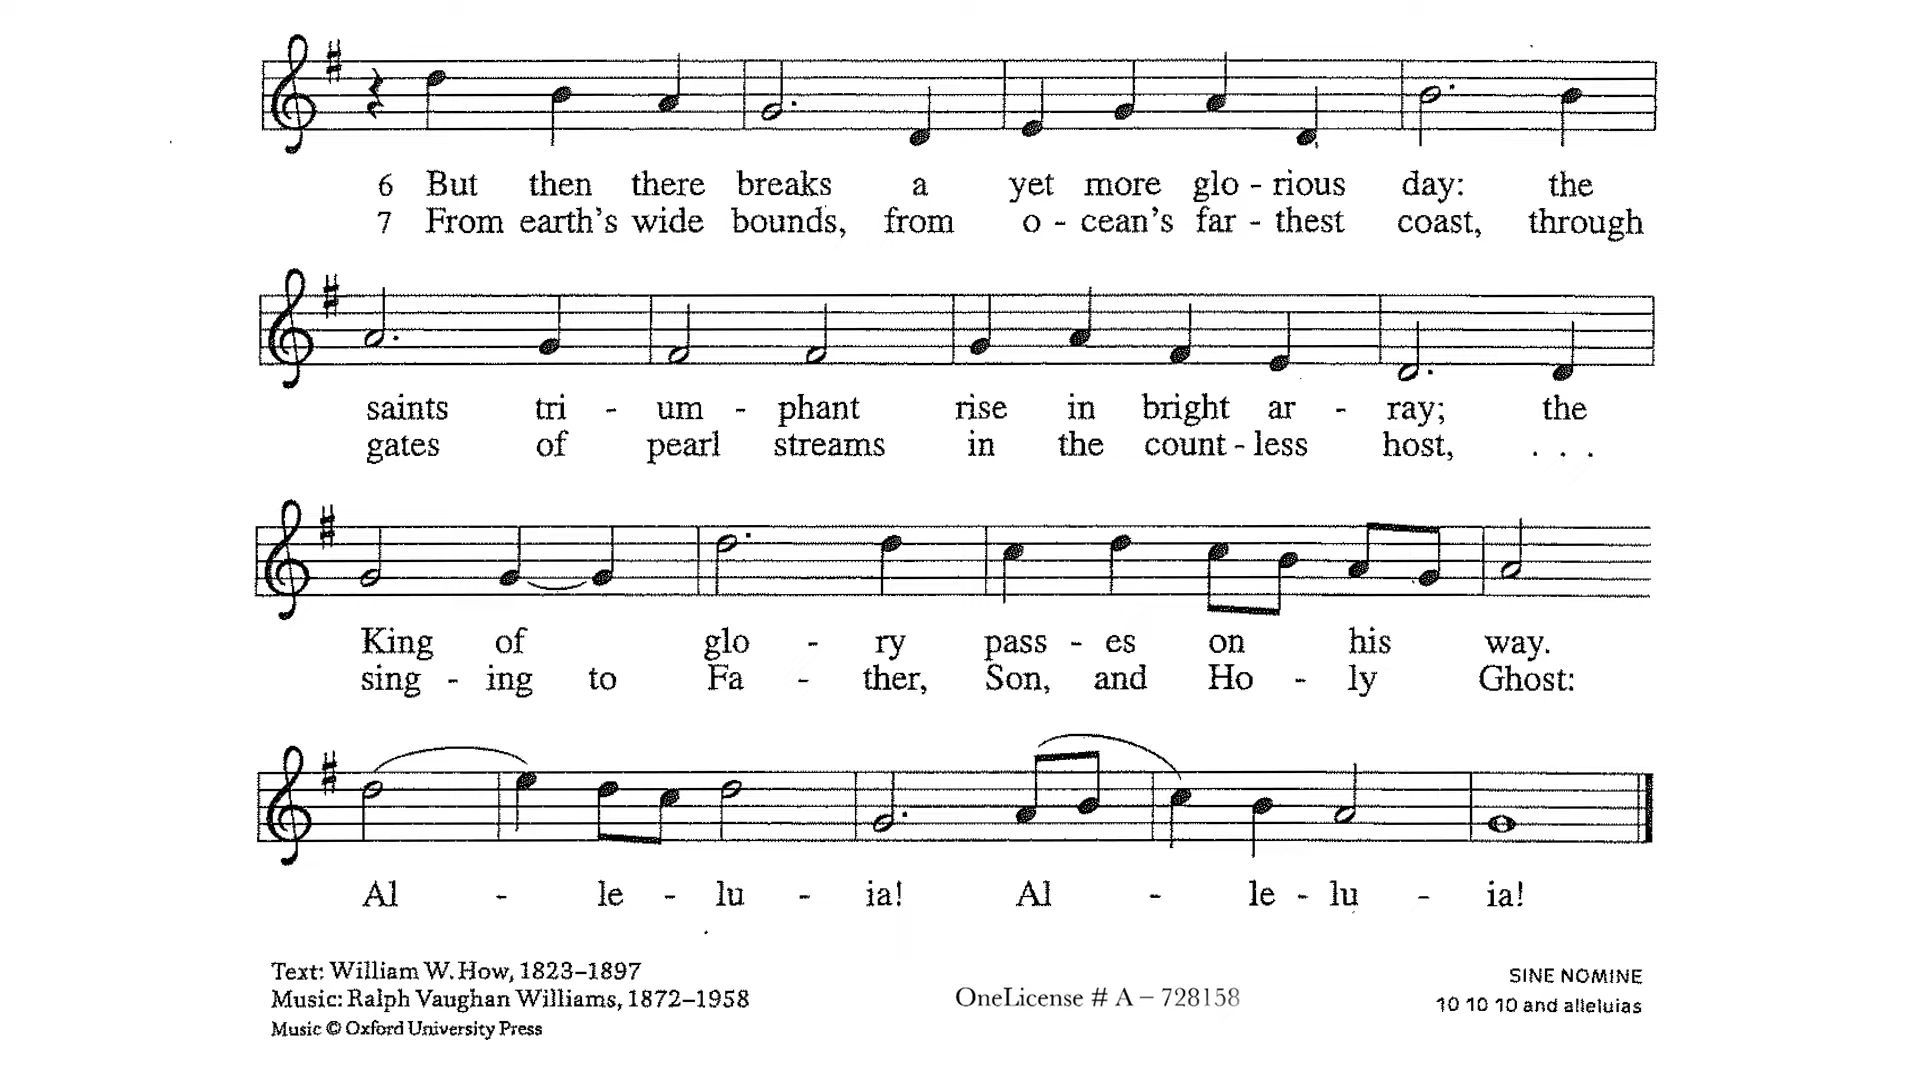 6 But then there breaks a yet more glo - rious day: the
7 From earth's wide bounds, from o - cean's far - thest coast, through
saints tri - um - phant rise in bright ar - ray; the
gates of pearl streams in the count - less host, . . .
King of glo - ry pass - es on his way.
sing - ing to Fa - ther, Son, and Ho - ly Ghost:
Al - le - lu - ia! Al - le - lu - ia!
Text: William W. How, 1823–1897
Music: Ralph Vaughan Williams, 1872–1958
Music © Oxford University Press
OneLicense # A – 728158
SINE NOMINE
10 10 10 and alleluias